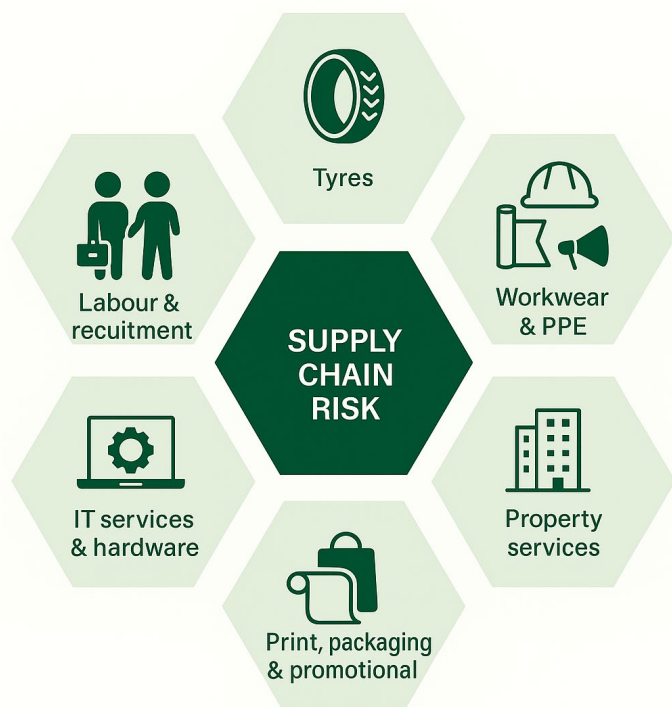 Tyres
Labour &
recuitment
Workwear
& PPE
SUPPLY
CHAIN
RISK
IT services
& hardware
Property
services
Print, packaging
& promotional